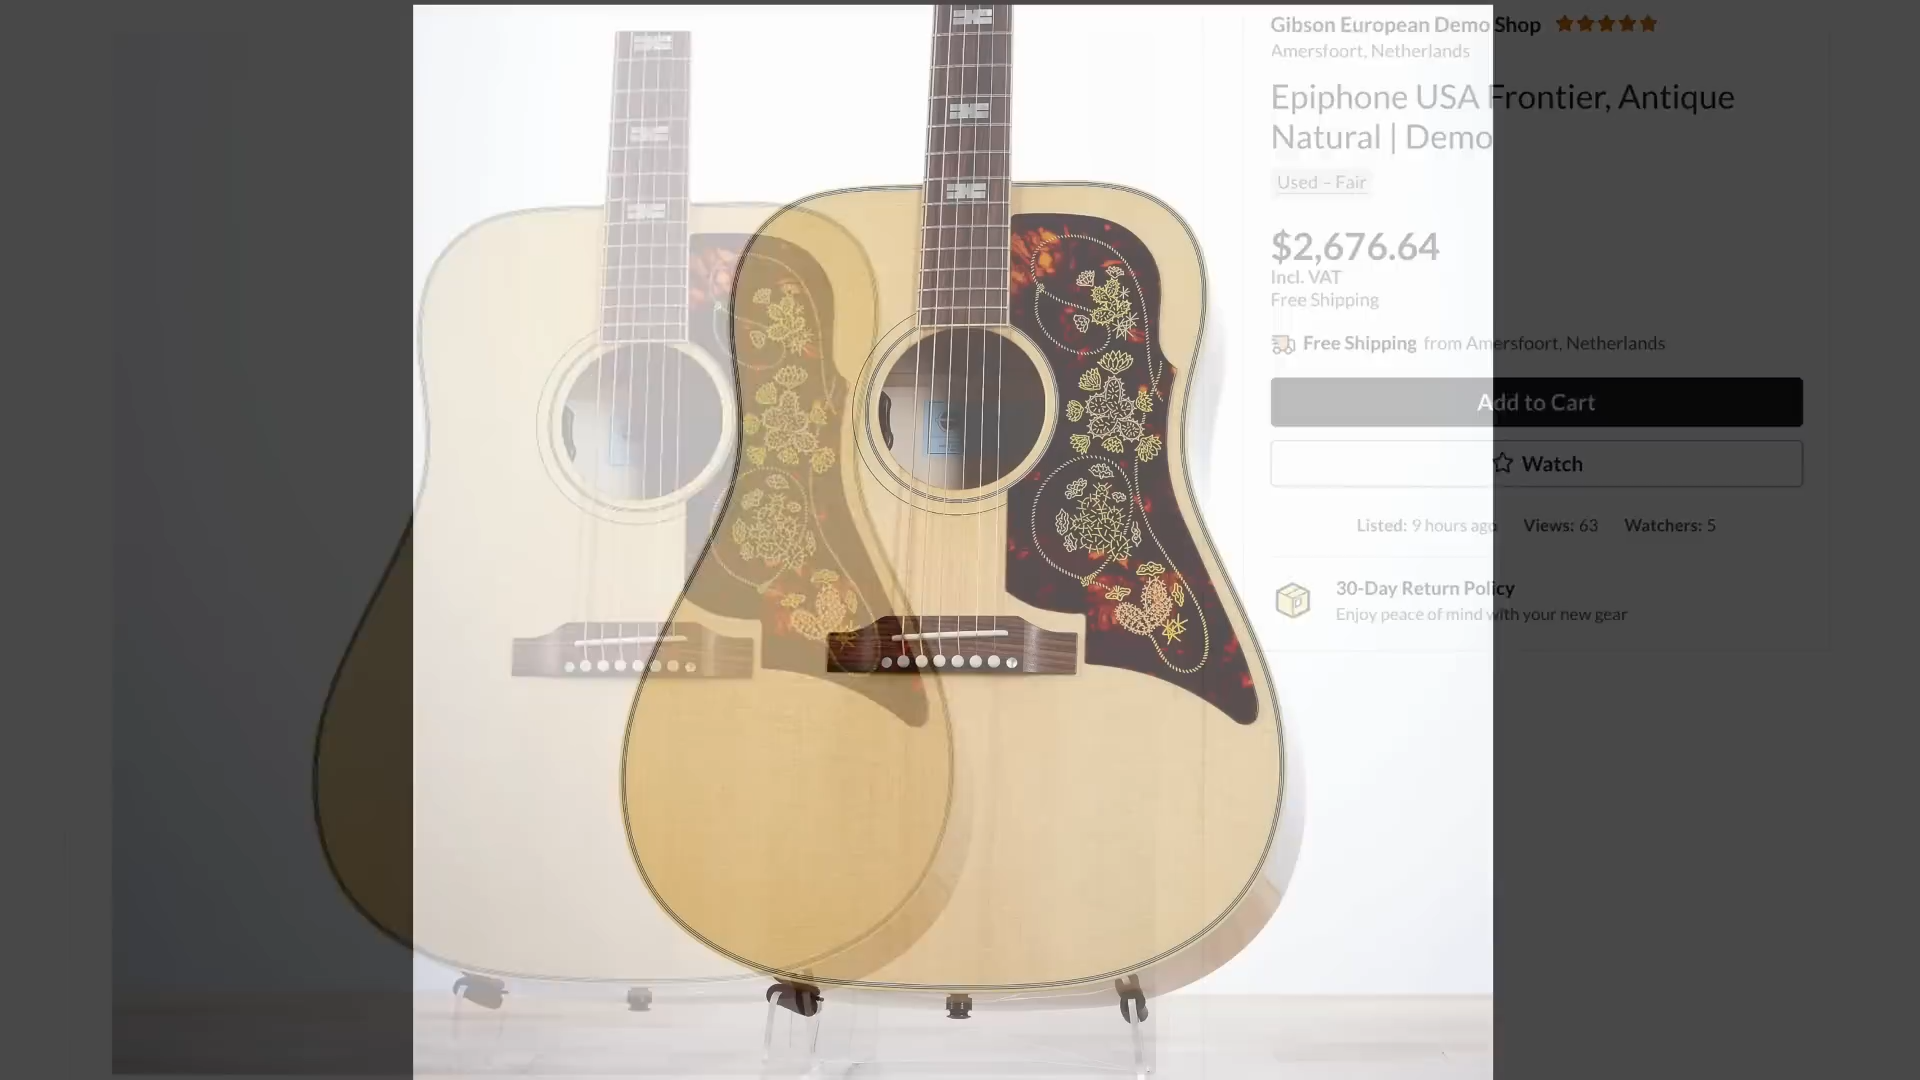 Gibson European Demo Shop
Amersfoort, Netherlands
Epiphone USA Frontier, Antique
Natural | Demo
Used – Fair
$2,676.64
Incl. VAT
Free Shipping
Free Shipping from Amersfoort, Netherlands
Add to Cart
Watch
Listed: 9 hours ago Views: 63 Watchers: 5
30-Day Return Policy
Enjoy peace of mind with your new gear